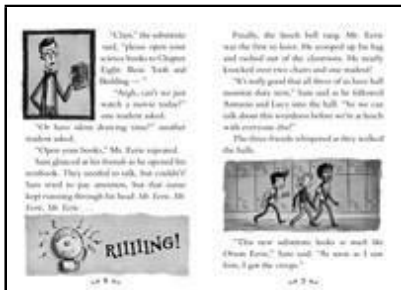 "Class," the substitute
said, "please open your
science books to Chapter
Eight: Bone Tooth and
Bedding — "
"Argh, can't we just
watch a movie today?"
one student asked.
"Or have silent drawing time?" another
student asked.
"Open your books," Mr. Eerie repeated.
Sam glanced at his friends as he opened his
textbook. They needed to talk, but couldn't!
Sam tried to pay attention, but that name
kept running through his head: Mr. Eerie. Mr.
Eerie. Mr. Eerie.
RIIIIING!
4
Finally, the lunch bell rang. Mr. Eerie
was the first to leave. He scooped up his bag
and rushed out of the classroom. He nearly
knocked over two chairs and one student!
"It's really good that all three of us have hall
monitor duty now," Sam said as he followed
Antonio and Lucy into the hall. "So we can
talk about this weirdness before we're at lunch
with everyone else!"
The three friends whispered as they walked
the halls.
"This new substitute looks so much like
Orson Eerie," Sam said. "As soon as I saw
him, I got the creeps."
5